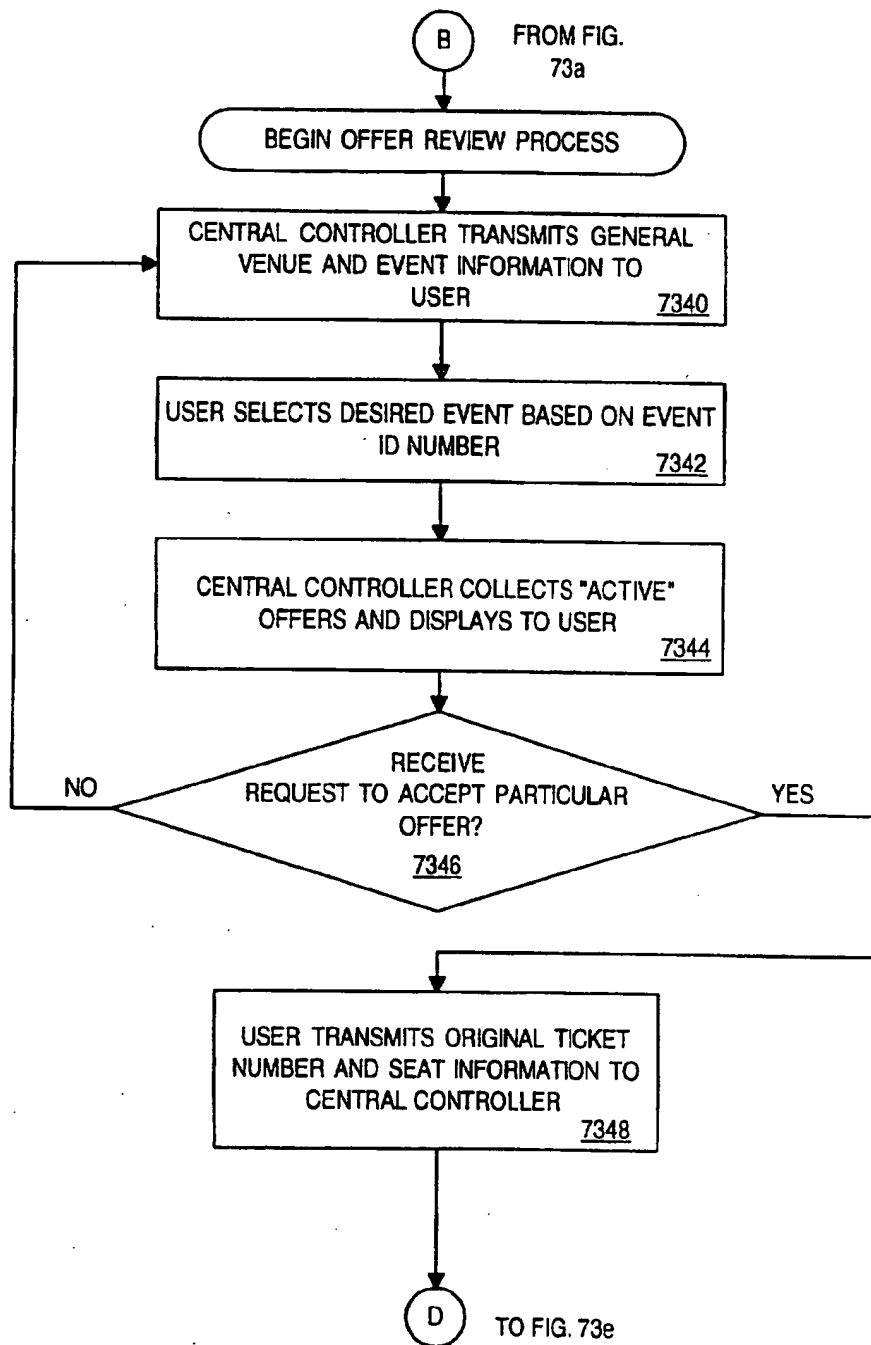 B
FROM FIG.
73a
BEGIN OFFER REVIEW PROCESS
CENTRAL CONTROLLER TRANSMITS GENERAL
VENUE AND EVENT INFORMATION TO
USER
7340
USER SELECTS DESIRED EVENT BASED ON EVENT
ID NUMBER
7342
CENTRAL CONTROLLER COLLECTS "ACTIVE"
OFFERS AND DISPLAYS TO USER
7344
NO
RECEIVE
REQUEST TO ACCEPT PARTICULAR
OFFER?
7346
YES
USER TRANSMITS ORIGINAL TICKET
NUMBER AND SEAT INFORMATION TO
CENTRAL CONTROLLER
7348
D
TO FIG. 73e